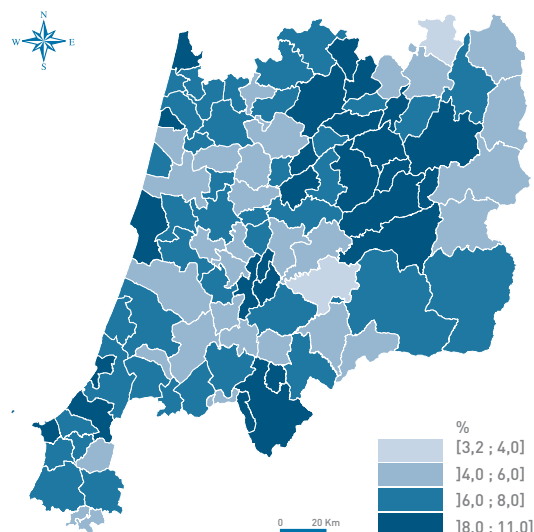 N
W E
S
%
]3,2 ; 4,0]
]4,0 ; 6,0]
]6,0 ; 8,0]
]8,0 ; 11,0]
0 20 Km